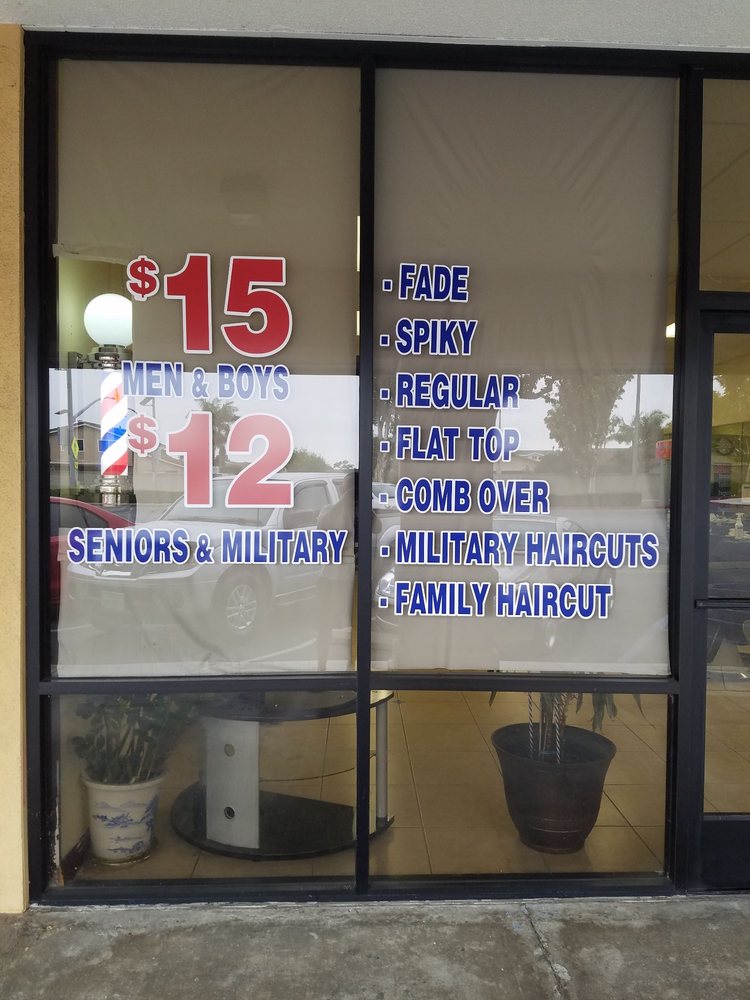 $15
MEN & BOYS
$12
SENIORS & MILITARY
· FADE
· SPIKY
· REGULAR
· FLAT TOP
· COMB OVER
· MILITARY HAIRCUTS
· FAMILY HAIRCUT